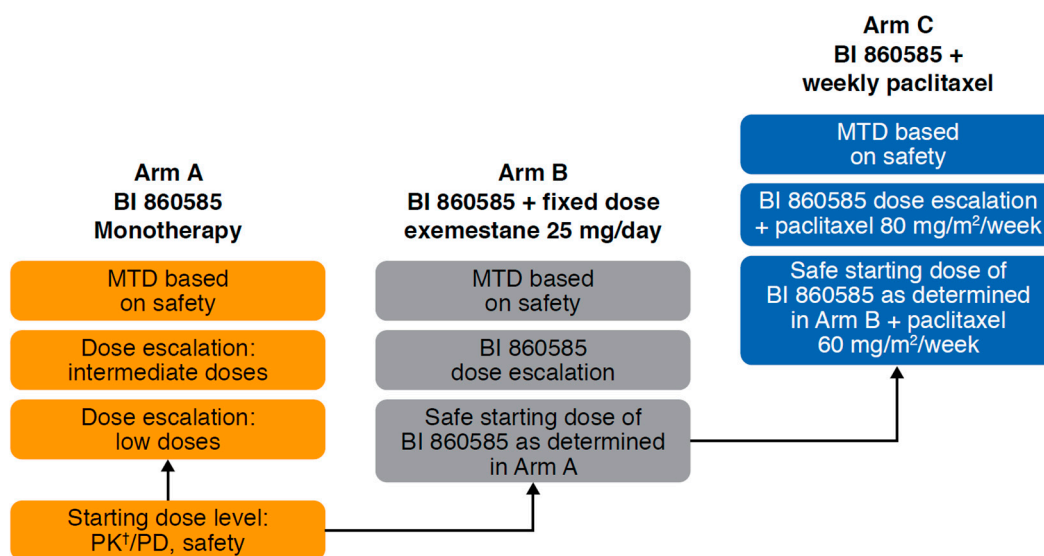 Arm A
BI 860585
Monotherapy
MTD based
on safety
Dose escalation:
intermediate doses
Dose escalation:
low doses
Starting dose level:
PK†/PD, safety
Arm B
BI 860585 + fixed dose
exemestane 25 mg/day
MTD based
on safety
BI 860585
dose escalation
Safe starting dose of
BI 860585 as determined
in Arm A
Arm C
BI 860585 +
weekly paclitaxel
MTD based
on safety
BI 860585 dose escalation
+ paclitaxel 80 mg/m²/week
Safe starting dose of
BI 860585 as determined
in Arm B + paclitaxel
60 mg/m²/week